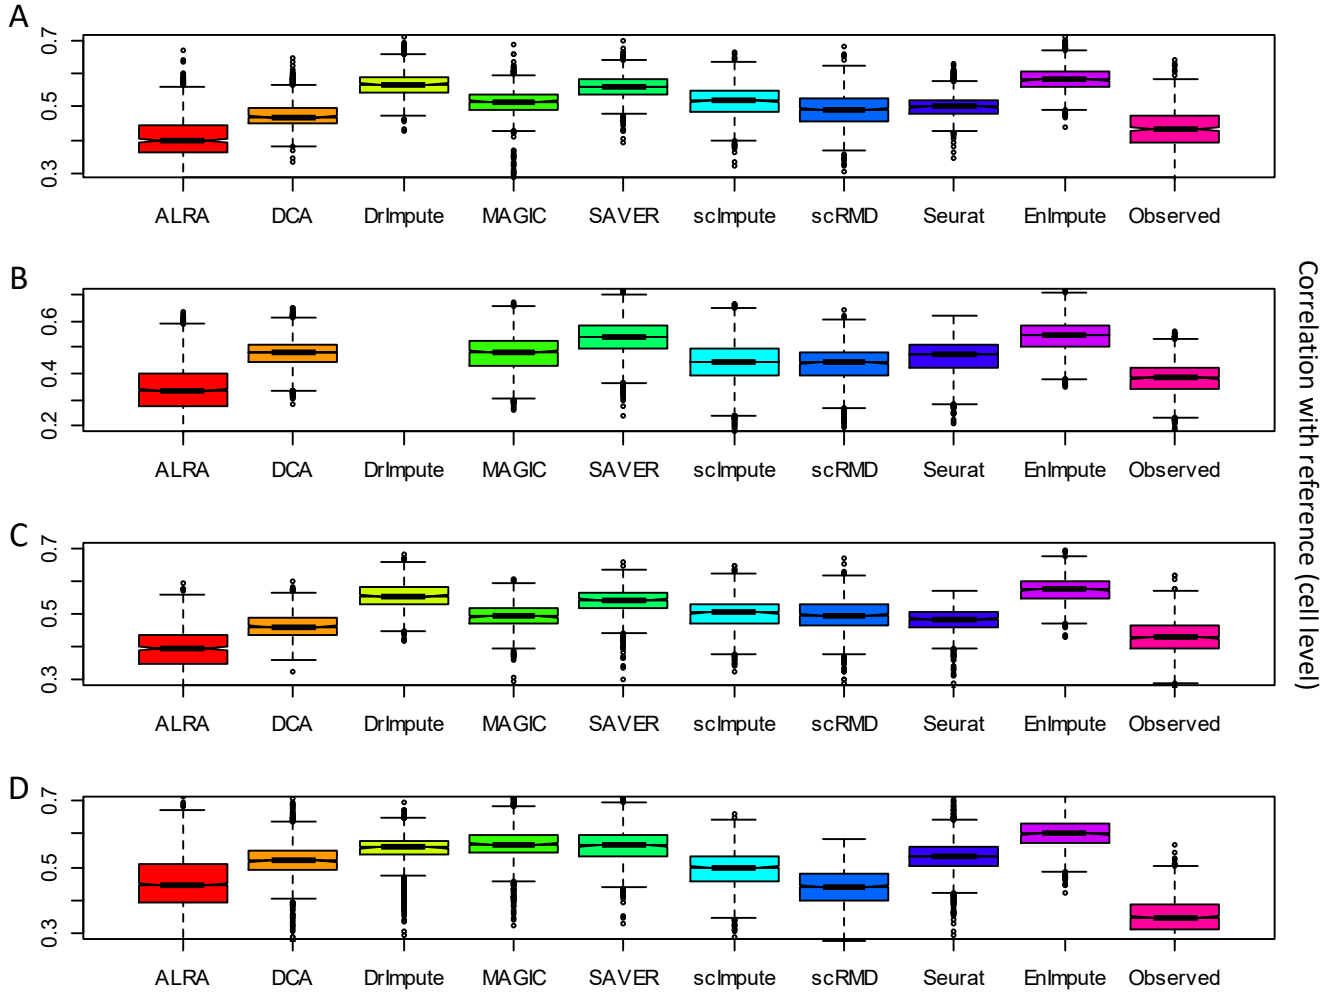 A
0.7
0.5
0.3
ALRA DCA DrImpute MAGIC SAVER scImpute scRMD Seurat EnImpute Observed
B
0.6
0.4
0.2
ALRA DCA DrImpute MAGIC SAVER scImpute scRMD Seurat EnImpute Observed
C
0.7
0.5
0.3
ALRA DCA DrImpute MAGIC SAVER scImpute scRMD Seurat EnImpute Observed
D
0.7
0.5
0.3
ALRA DCA DrImpute MAGIC SAVER scImpute scRMD Seurat EnImpute Observed
Correlation with reference (cell level)